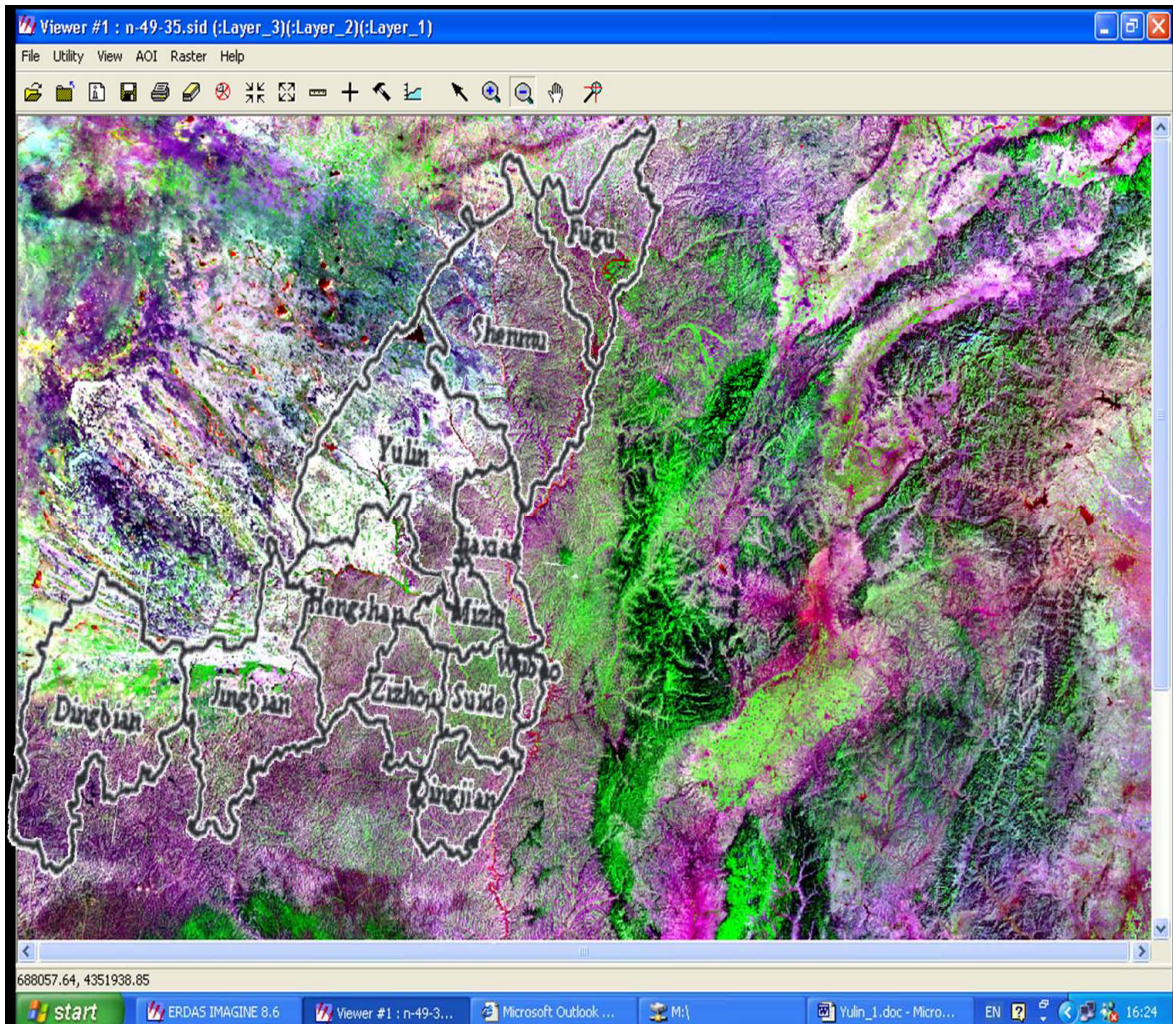 Viewer #1 : n-49-35.sid (:Layer_3)(:Layer_2)(:Layer_1)
File Utility View AOI Raster Help
Fugu
Shenmu
Yulin
Jiaxian
Hengshan
Mizhi
Wubao
Zizhou
Suide
Jingbian
Dingbian
Qingjian
688057.64, 4351938.85
start
ERDAS IMAGINE 8.6
Viewer #1 : n-49-3...
Microsoft Outlook ...
M:\
Yulin_1.doc - Micro...
EN
16:24